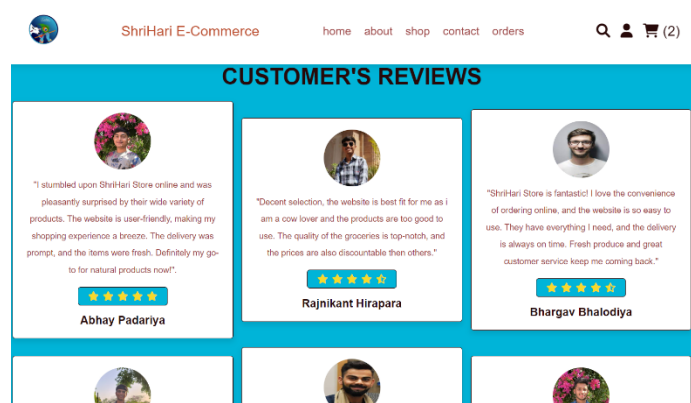 ShriHari E-Commerce
home about shop contact orders
(2)
CUSTOMER'S REVIEWS
"I stumbled upon ShriHari Store online and was
pleasantly surprised by their wide variety of
products. The website is user-friendly, making my
shopping experience a breeze. The delivery was
prompt, and the items were fresh. Definitely my go-
to for natural products now!".
Abhay Padariya
"Decent selection, the website is best fit for me as i
am a cow lover and the products are too good to
use. The quality of the groceries is top-notch, and
the prices are also discountable then others."
Rajnikant Hirapara
"ShriHari Store is fantastic! I love the convenience
of ordering online, and the website is so easy to
use. They have everything I need, and the delivery
is always on time. Fresh produce and great
customer service keep me coming back."
Bhargav Bhalodiya